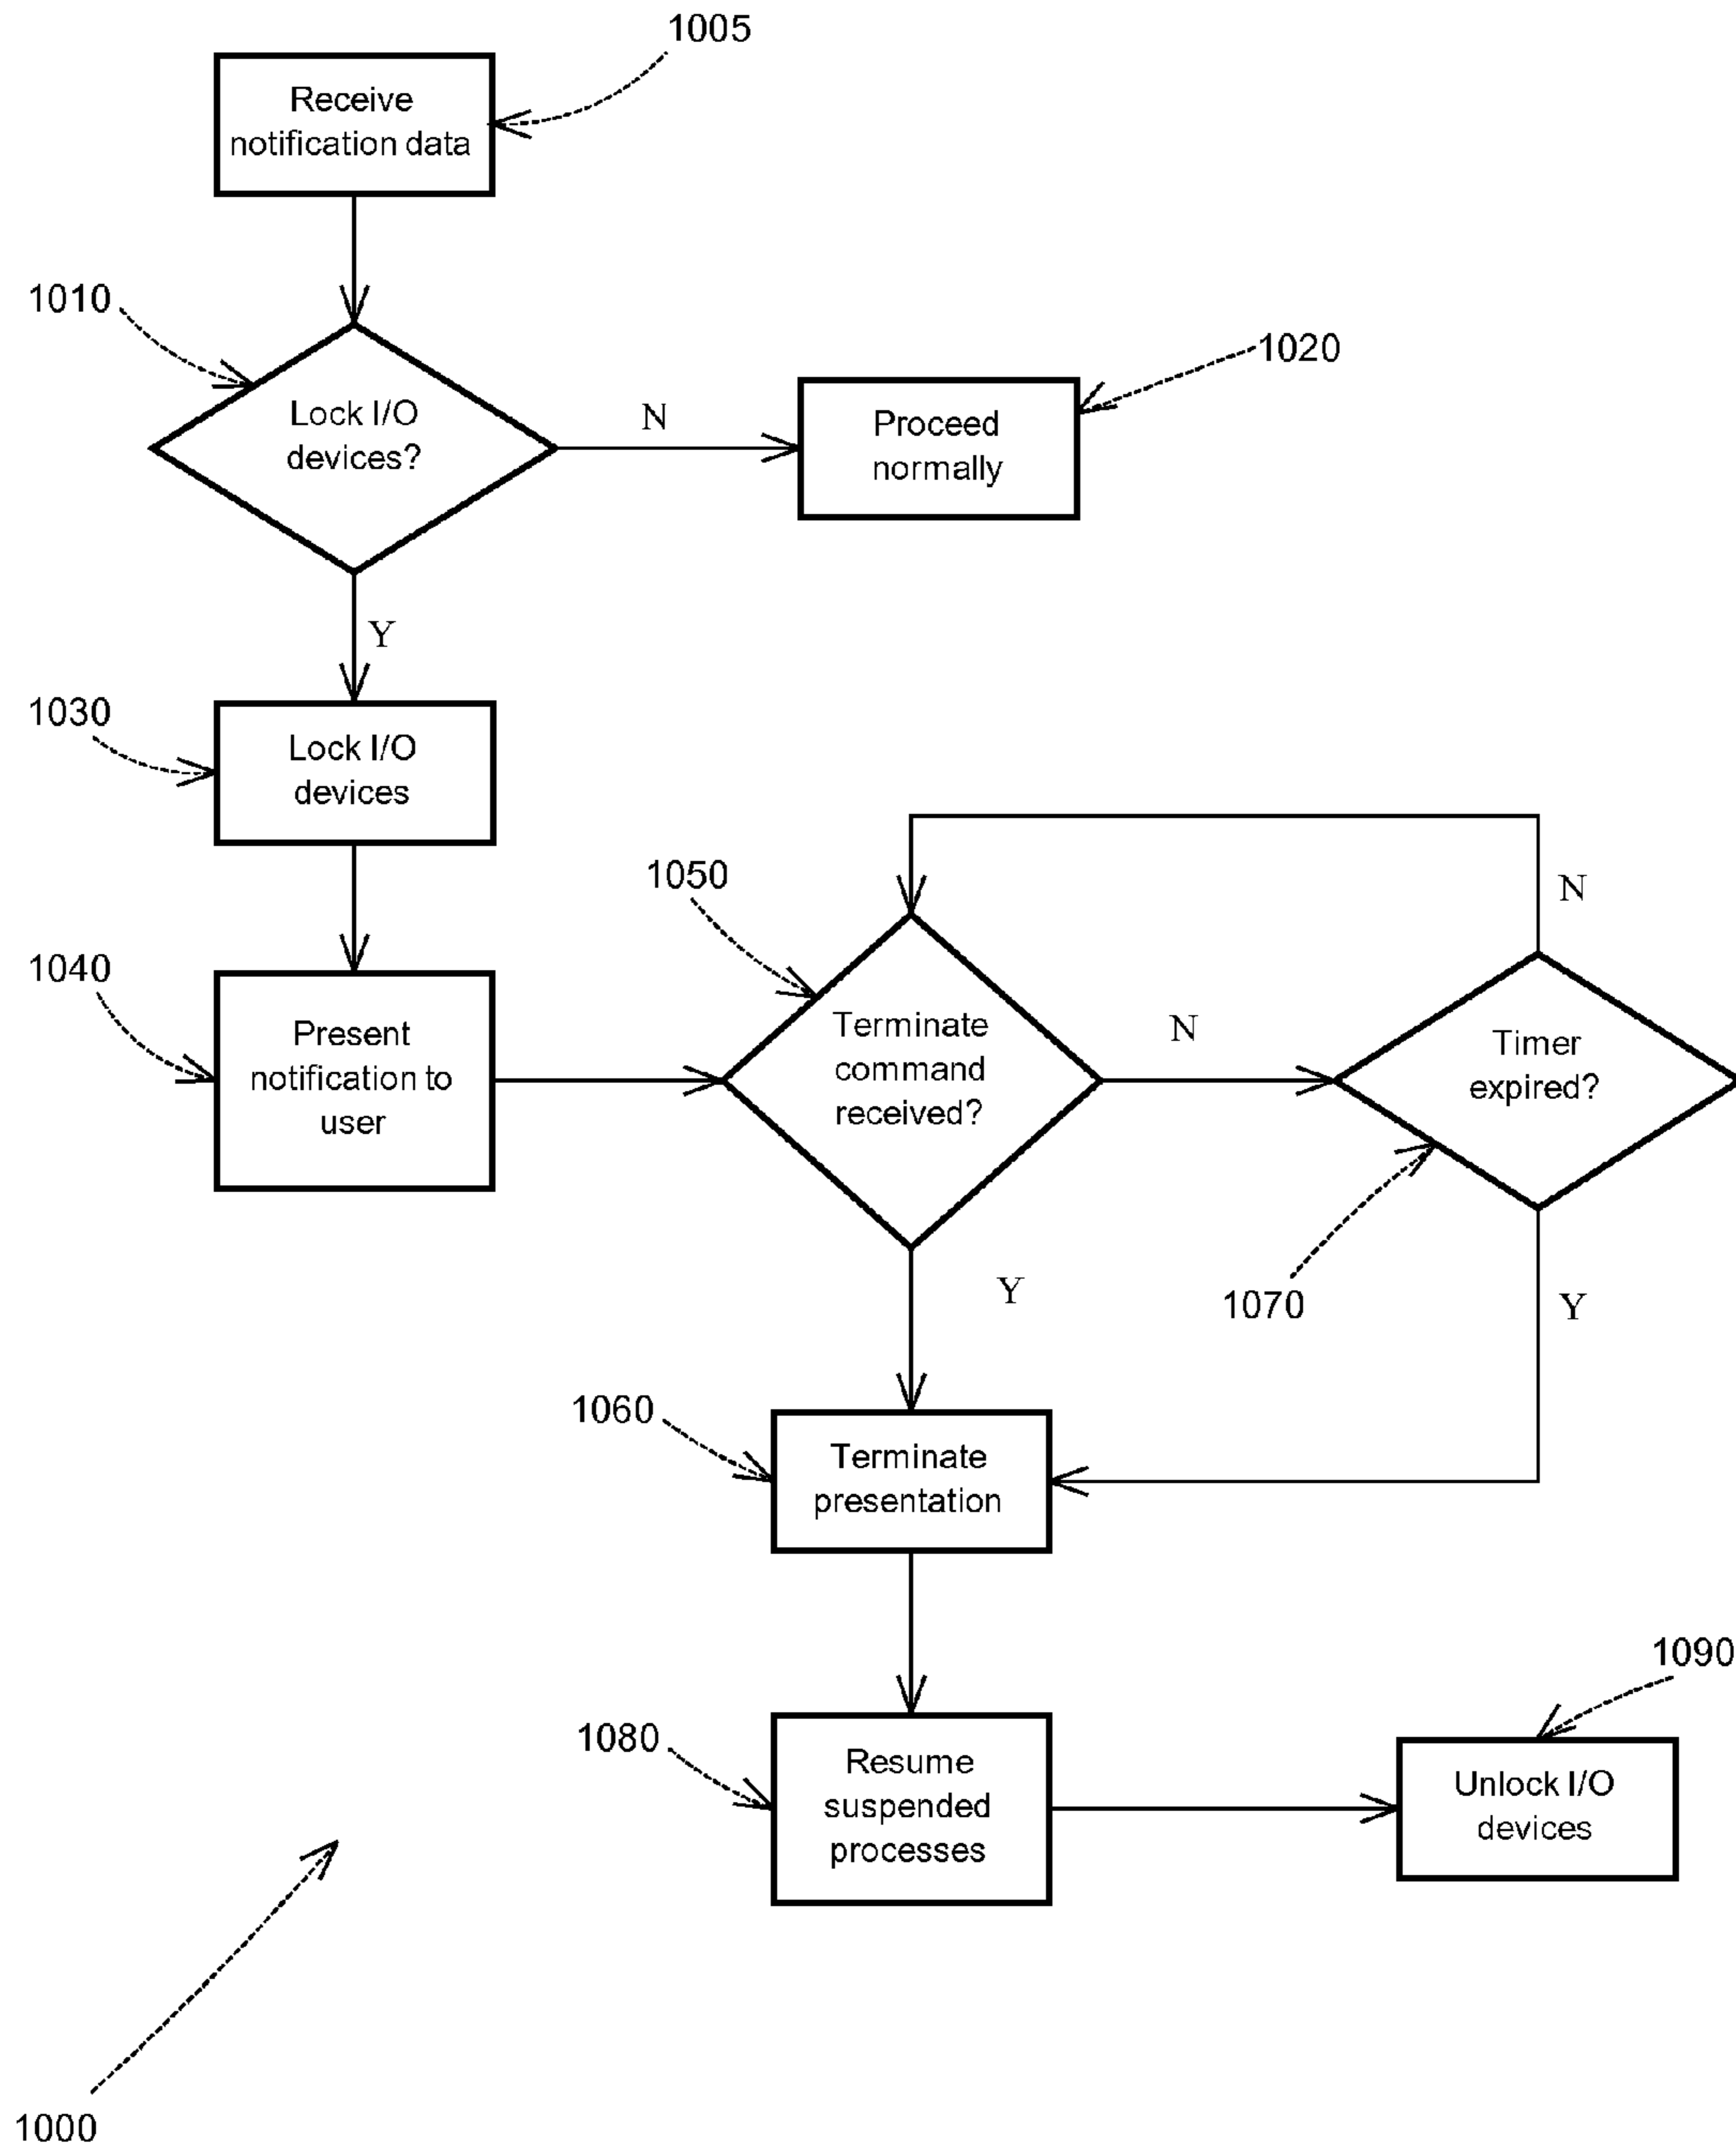 1005
Receive
notification data
1010
Lock I/O
devices?
N
1020
Proceed
normally
Y
1030
Lock I/O
devices
1040
Present
notification to
user
1050
Terminate
command
received?
N
Timer
expired?
N
1070
Y
Y
1060
Terminate
presentation
1080
Resume
suspended
processes
1090
Unlock I/O
devices
1000